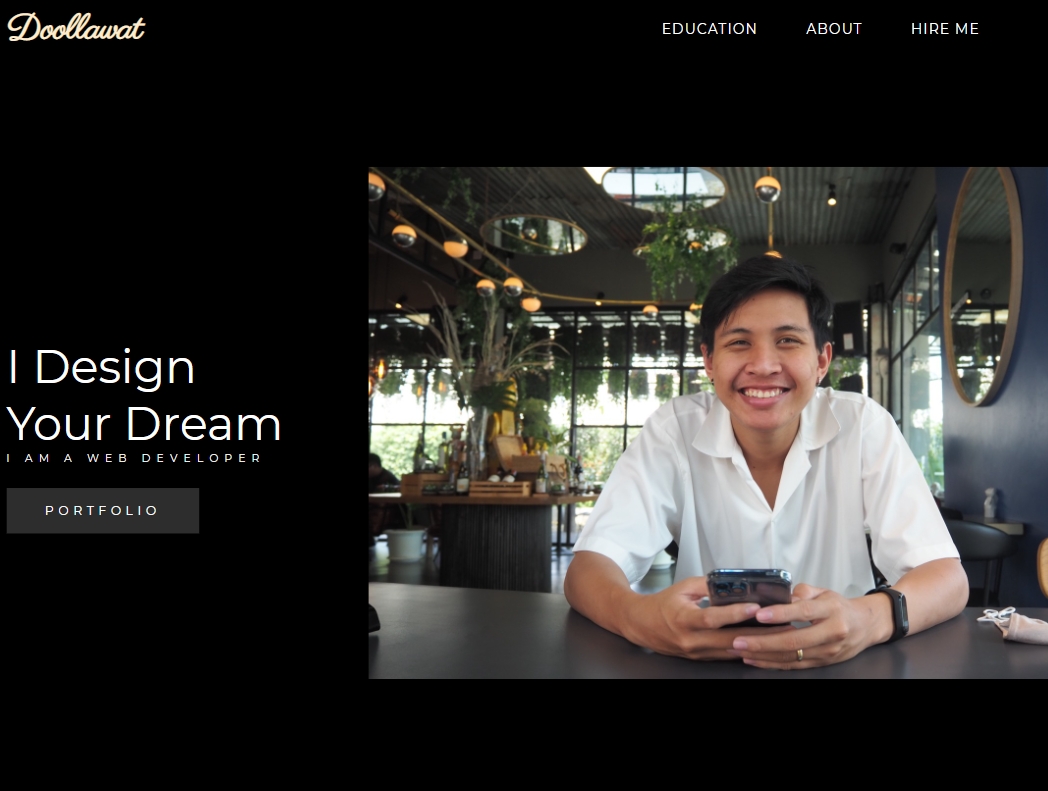 Doollawat
EDUCATION ABOUT HIRE ME
I Design
Your Dream
I AM A WEB DEVELOPER
PORTFOLIO